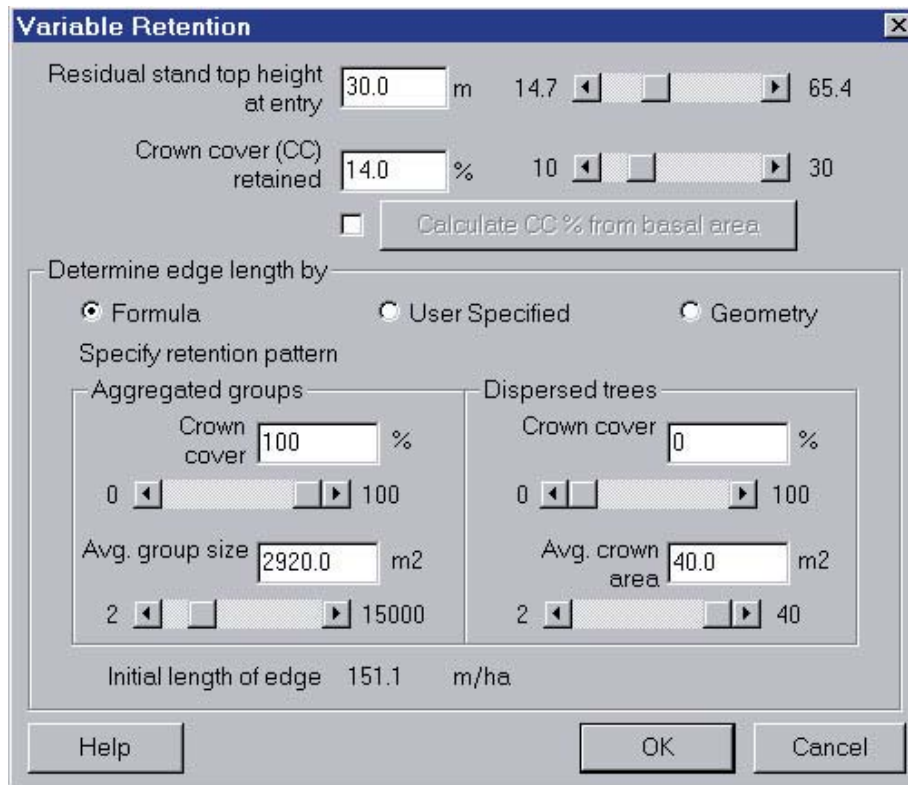 Variable Retention
Residual stand top height at entry 30.0 m 14.7 65.4
Crown cover (CC) retained 14.0 % 10 30
Calculate CC % from basal area
Determine edge length by
Formula User Specified Geometry
Specify retention pattern
Aggregated groups
Crown cover 100 %
0 100
Avg. group size 2920.0 m2
2 15000
Dispersed trees
Crown cover 0 %
0 100
Avg. crown area 40.0 m2
2 40
Initial length of edge 151.1 m/ha
Help OK Cancel